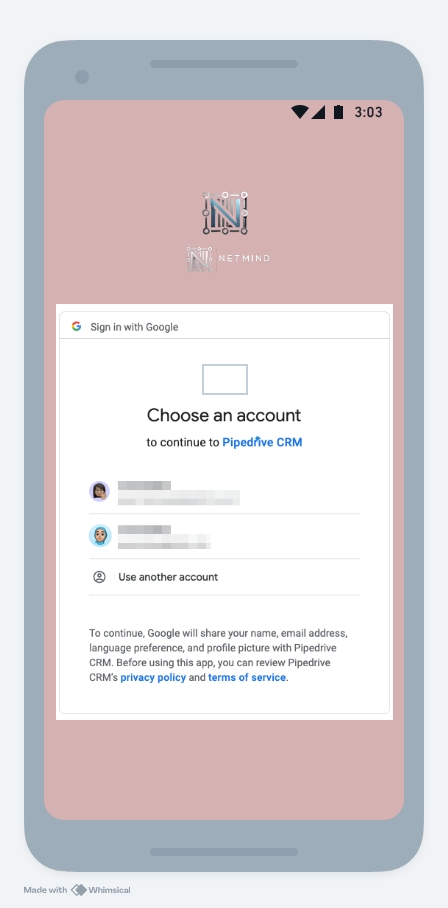 3:03
N
NETMIND
Sign in with Google
Choose an account
to continue to Pipedrive CRM
Use another account
To continue, Google will share your name, email address,
language preference, and profile picture with Pipedrive
CRM. Before using this app, you can review Pipedrive
CRM's privacy policy and terms of service.
Made with Whimsical